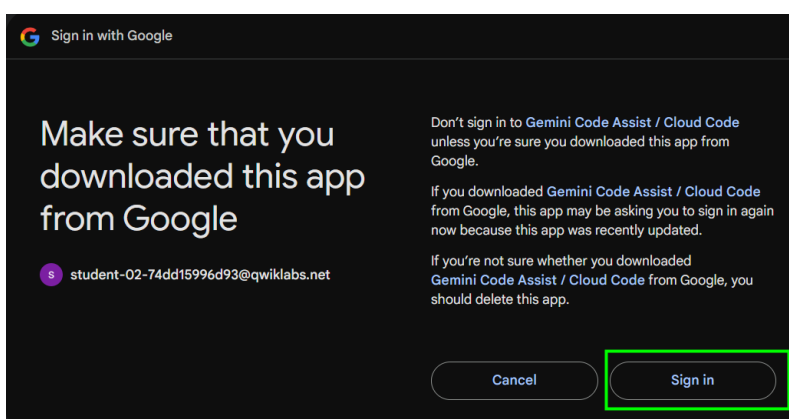 Sign in with Google
Make sure that you
downloaded this app
from Google
s student-02-74dd15996d93@qwiklabs.net
Don’t sign in to Gemini Code Assist / Cloud Code
unless you’re sure you downloaded this app from
Google.
If you downloaded Gemini Code Assist / Cloud Code
from Google, this app may be asking you to sign in again
now because this app was recently updated.
If you’re not sure whether you downloaded
Gemini Code Assist / Cloud Code from Google, you
should delete this app.
Cancel
Sign in